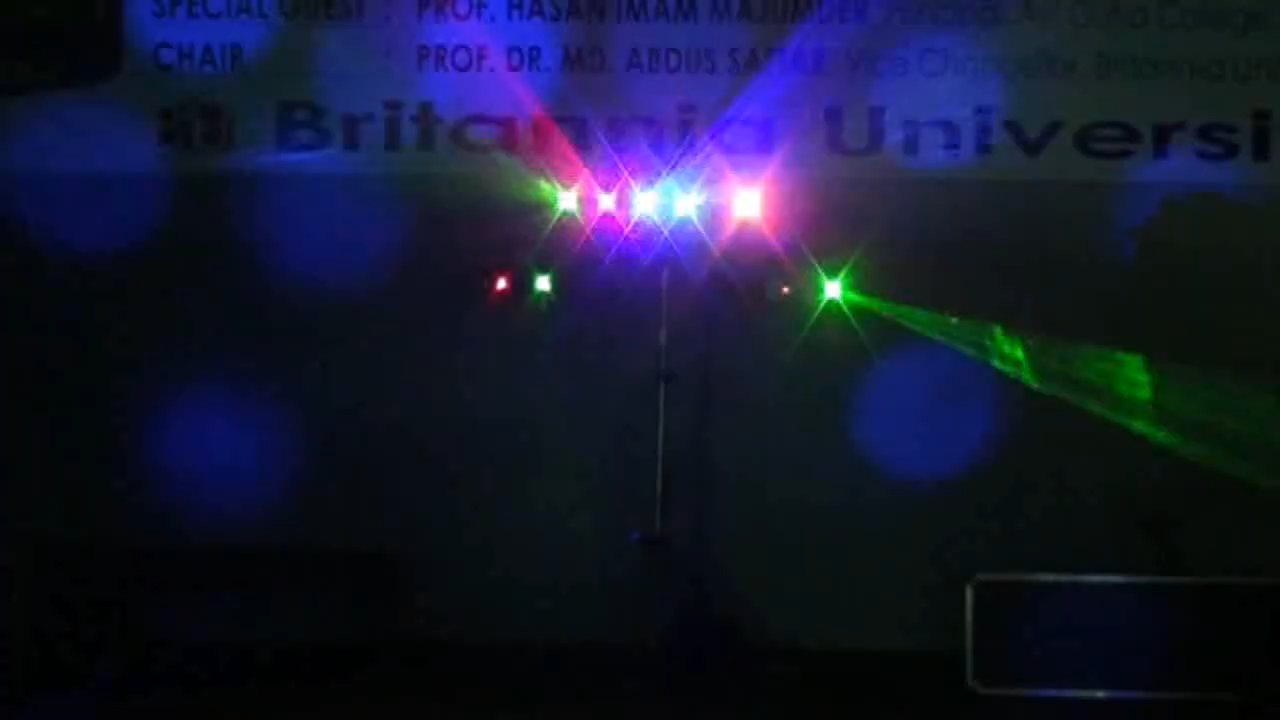 SPECIAL GUEST : PROF. HASAN IMAM MAJUMDER
CHAIR : PROF. DR. MD. ABDUS SATTAR, Vice Chancellor, Britannia Uni
Britannia Universi